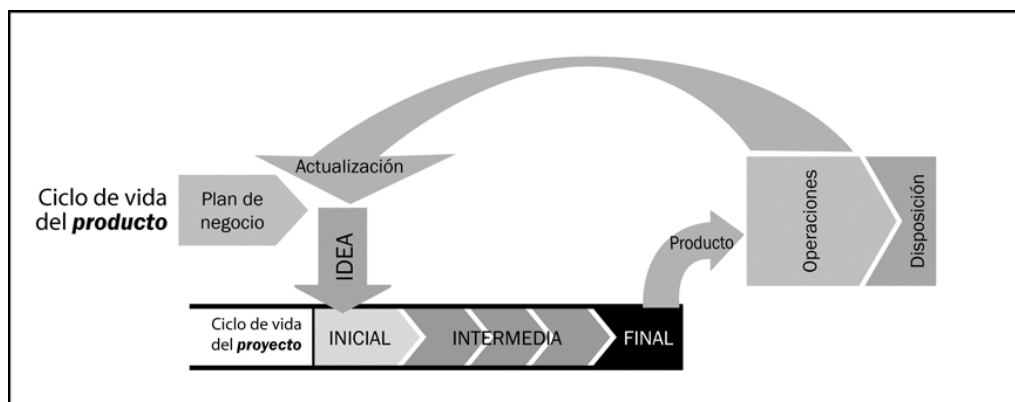 Actualización
Ciclo de vida
del producto
Plan de
negocio
IDEA
Producto
Operaciones
Disposición
Ciclo de vida
del proyecto
INICIAL
INTERMEDIA
FINAL